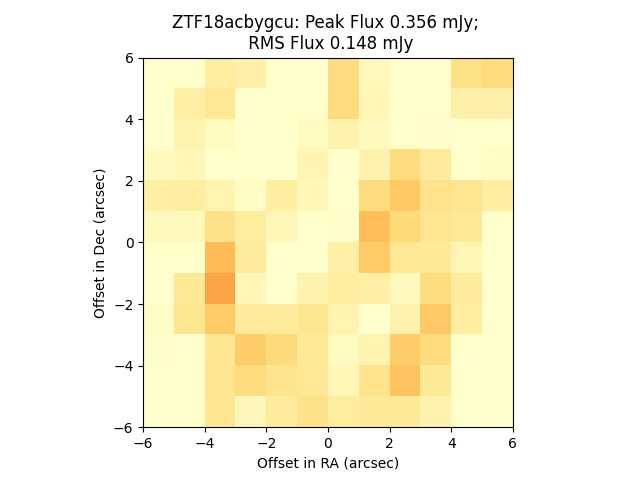 ZTF18acbygcu: Peak Flux 0.356 mJy;
RMS Flux 0.148 mJy
6
4
2
0
−2
−4
−6
Offset in Dec (arcsec)
−6 −4 −2 0 2 4 6
Offset in RA (arcsec)